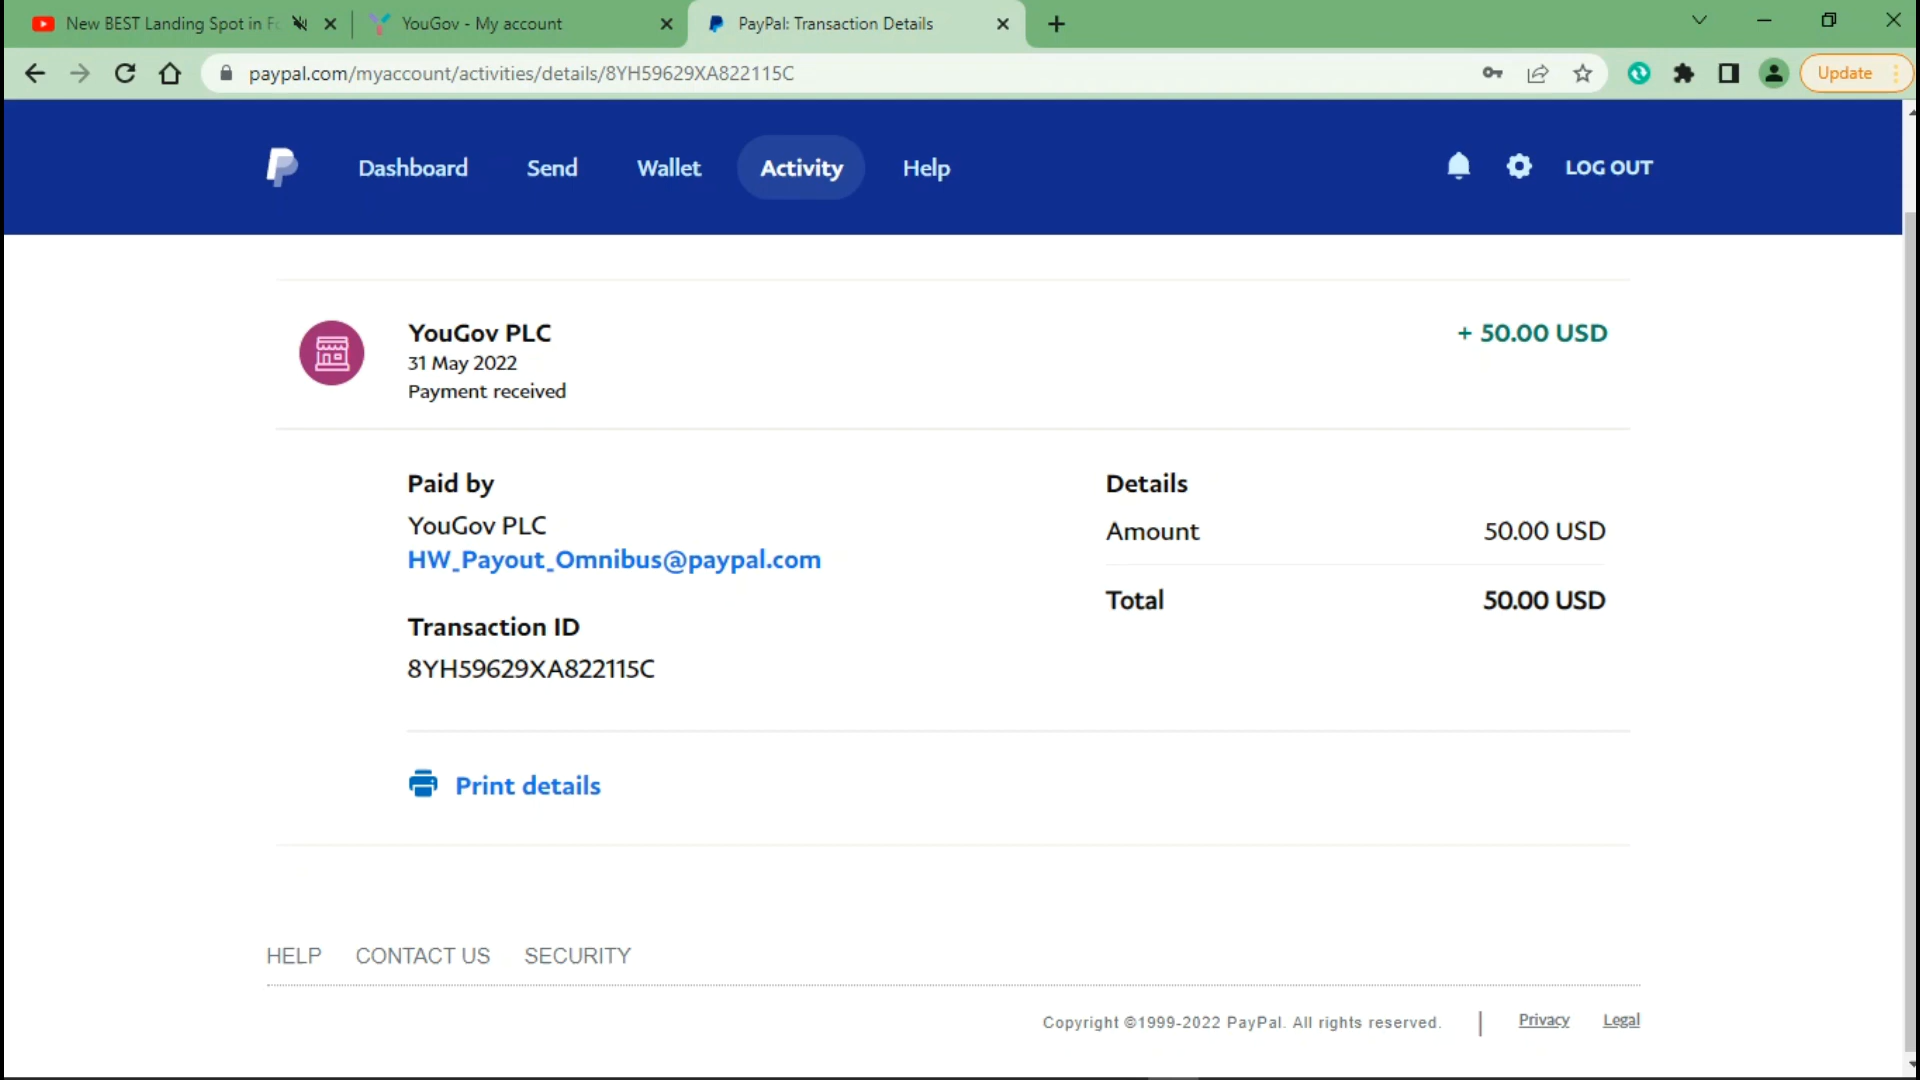 New BEST Landing Spot in Fo
YouGov - My account
PayPal: Transaction Details
paypal.com/myaccount/activities/details/8YH59629XA822115C
Update
Dashboard
Send
Wallet
Activity
Help
LOG OUT
YouGov PLC
+ 50.00 USD
31 May 2022
Payment received
Paid by
YouGov PLC
HW_Payout_Omnibus@paypal.com
Transaction ID
8YH59629XA822115C
Details
Amount 50.00 USD
Total 50.00 USD
Print details
HELP
CONTACT US
SECURITY
Copyright ©1999-2022 PayPal. All rights reserved.
Privacy
Legal